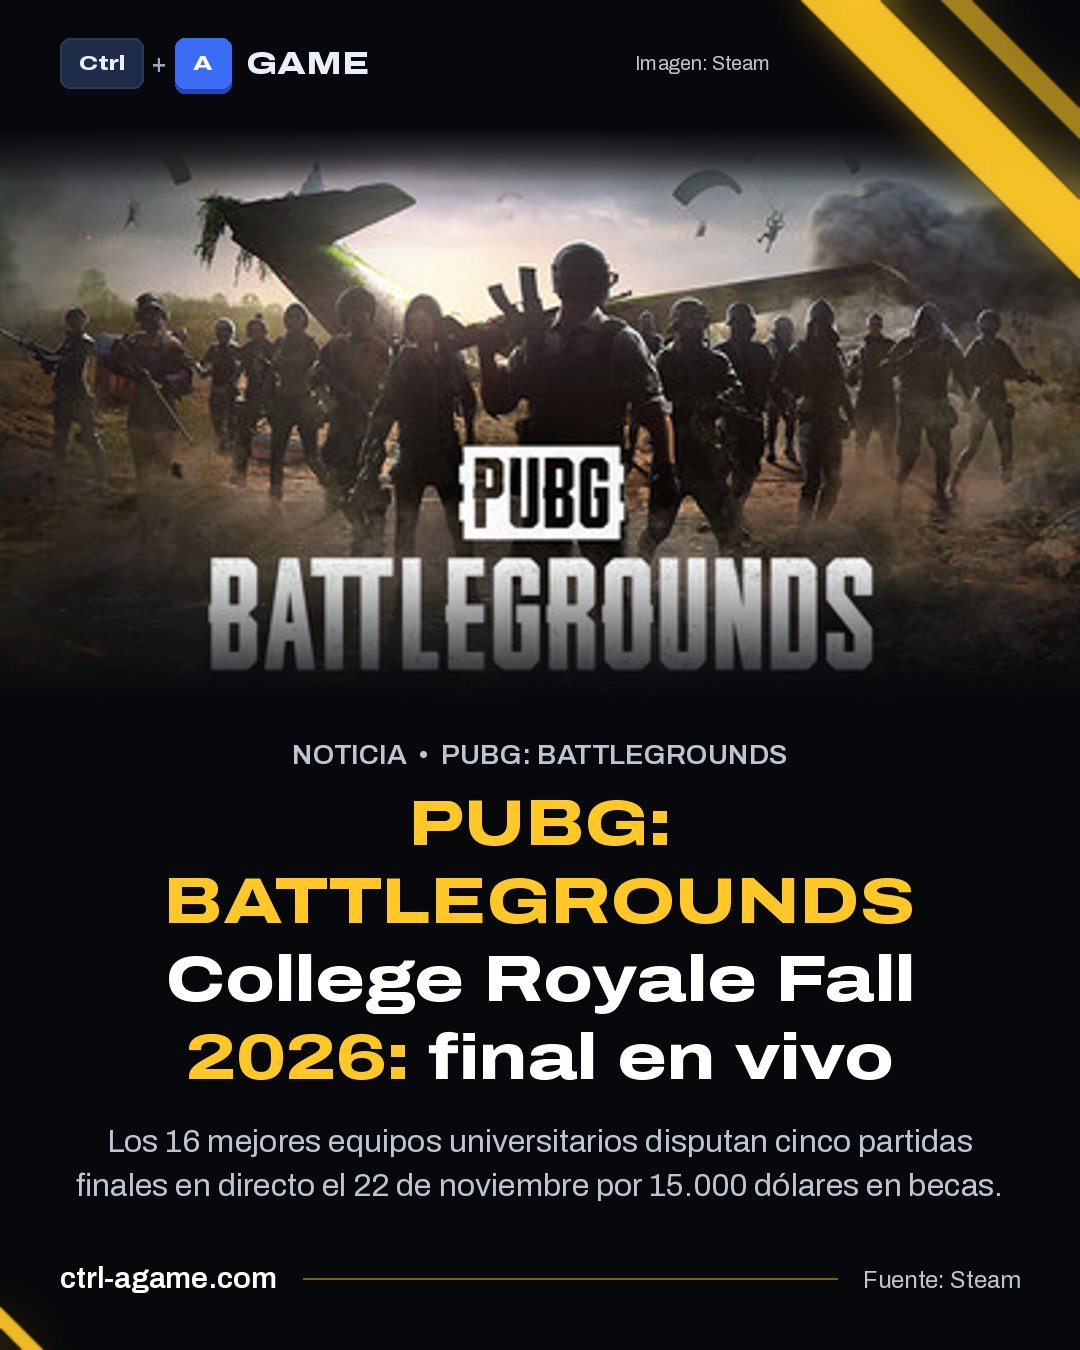 Ctrl + A GAME
Imagen: Steam
PUBG
BATTLEGROUNDS
NOTICIA • PUBG: BATTLEGROUNDS
PUBG:
BATTLEGROUNDS
College Royale Fall
2026: final en vivo
Los 16 mejores equipos universitarios disputan cinco partidas
finales en directo el 22 de noviembre por 15.000 dólares en becas.
ctrl-agame.com
Fuente: Steam